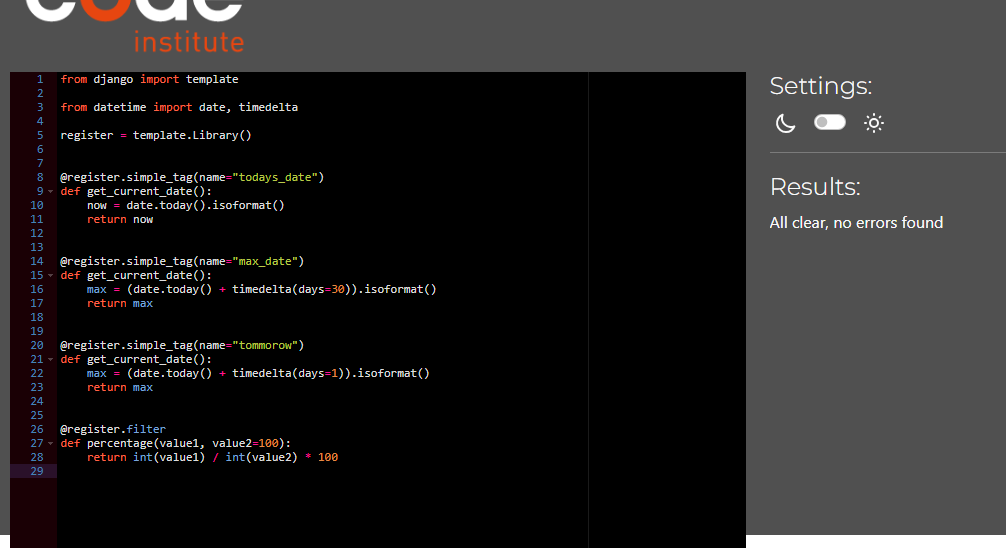 code
institute
Settings:
Results:
All clear, no errors found
1 from django import template
2
3 from datetime import date, timedelta
4
5 register = template.Library()
6
7
8 @register.simple_tag(name="todays_date")
9 def get_current_date():
10     now = date.today().isoformat()
11     return now
12
13
14 @register.simple_tag(name="max_date")
15 def get_current_date():
16     max = (date.today() + timedelta(days=30)).isoformat()
17     return max
18
19
20 @register.simple_tag(name="tommorow")
21 def get_current_date():
22     max = (date.today() + timedelta(days=1)).isoformat()
23     return max
24
25
26 @register.filter
27 def percentage(value1, value2=100):
28     return int(value1) / int(value2) * 100
29